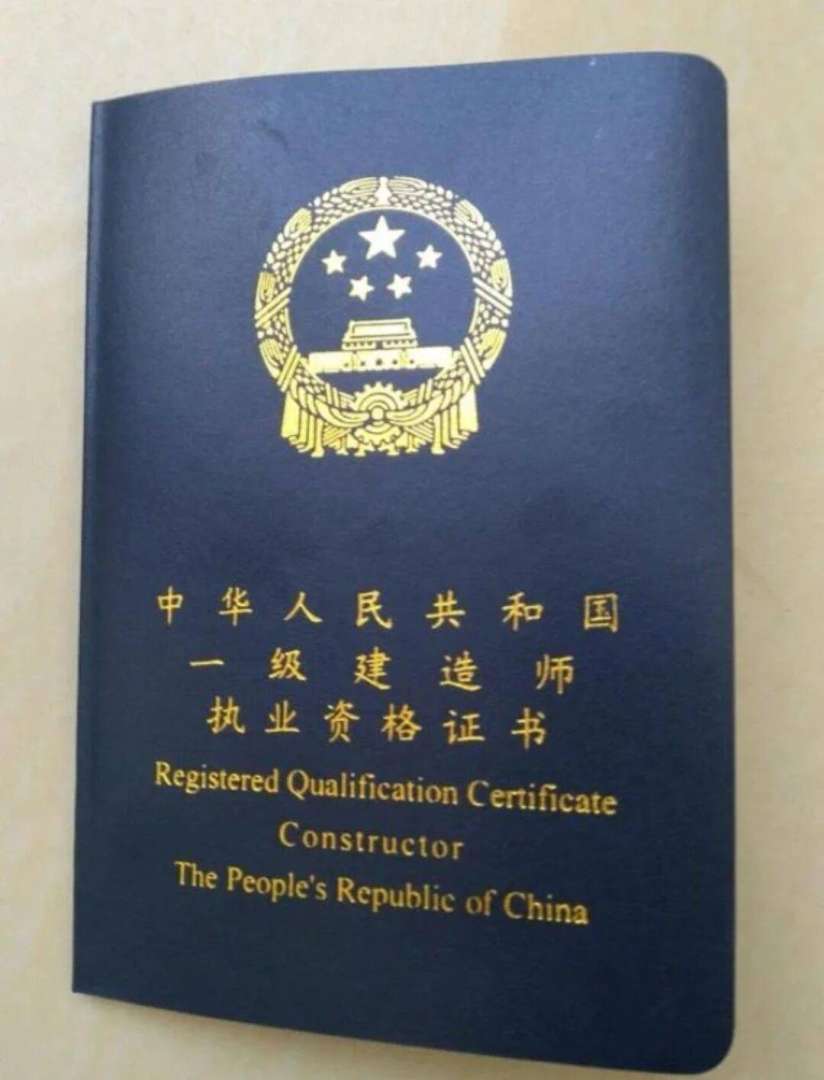 中华人民共和国
一级建造师
执业资格证书
Registered Qualification Certificate
Constructor
The People's Republic of China